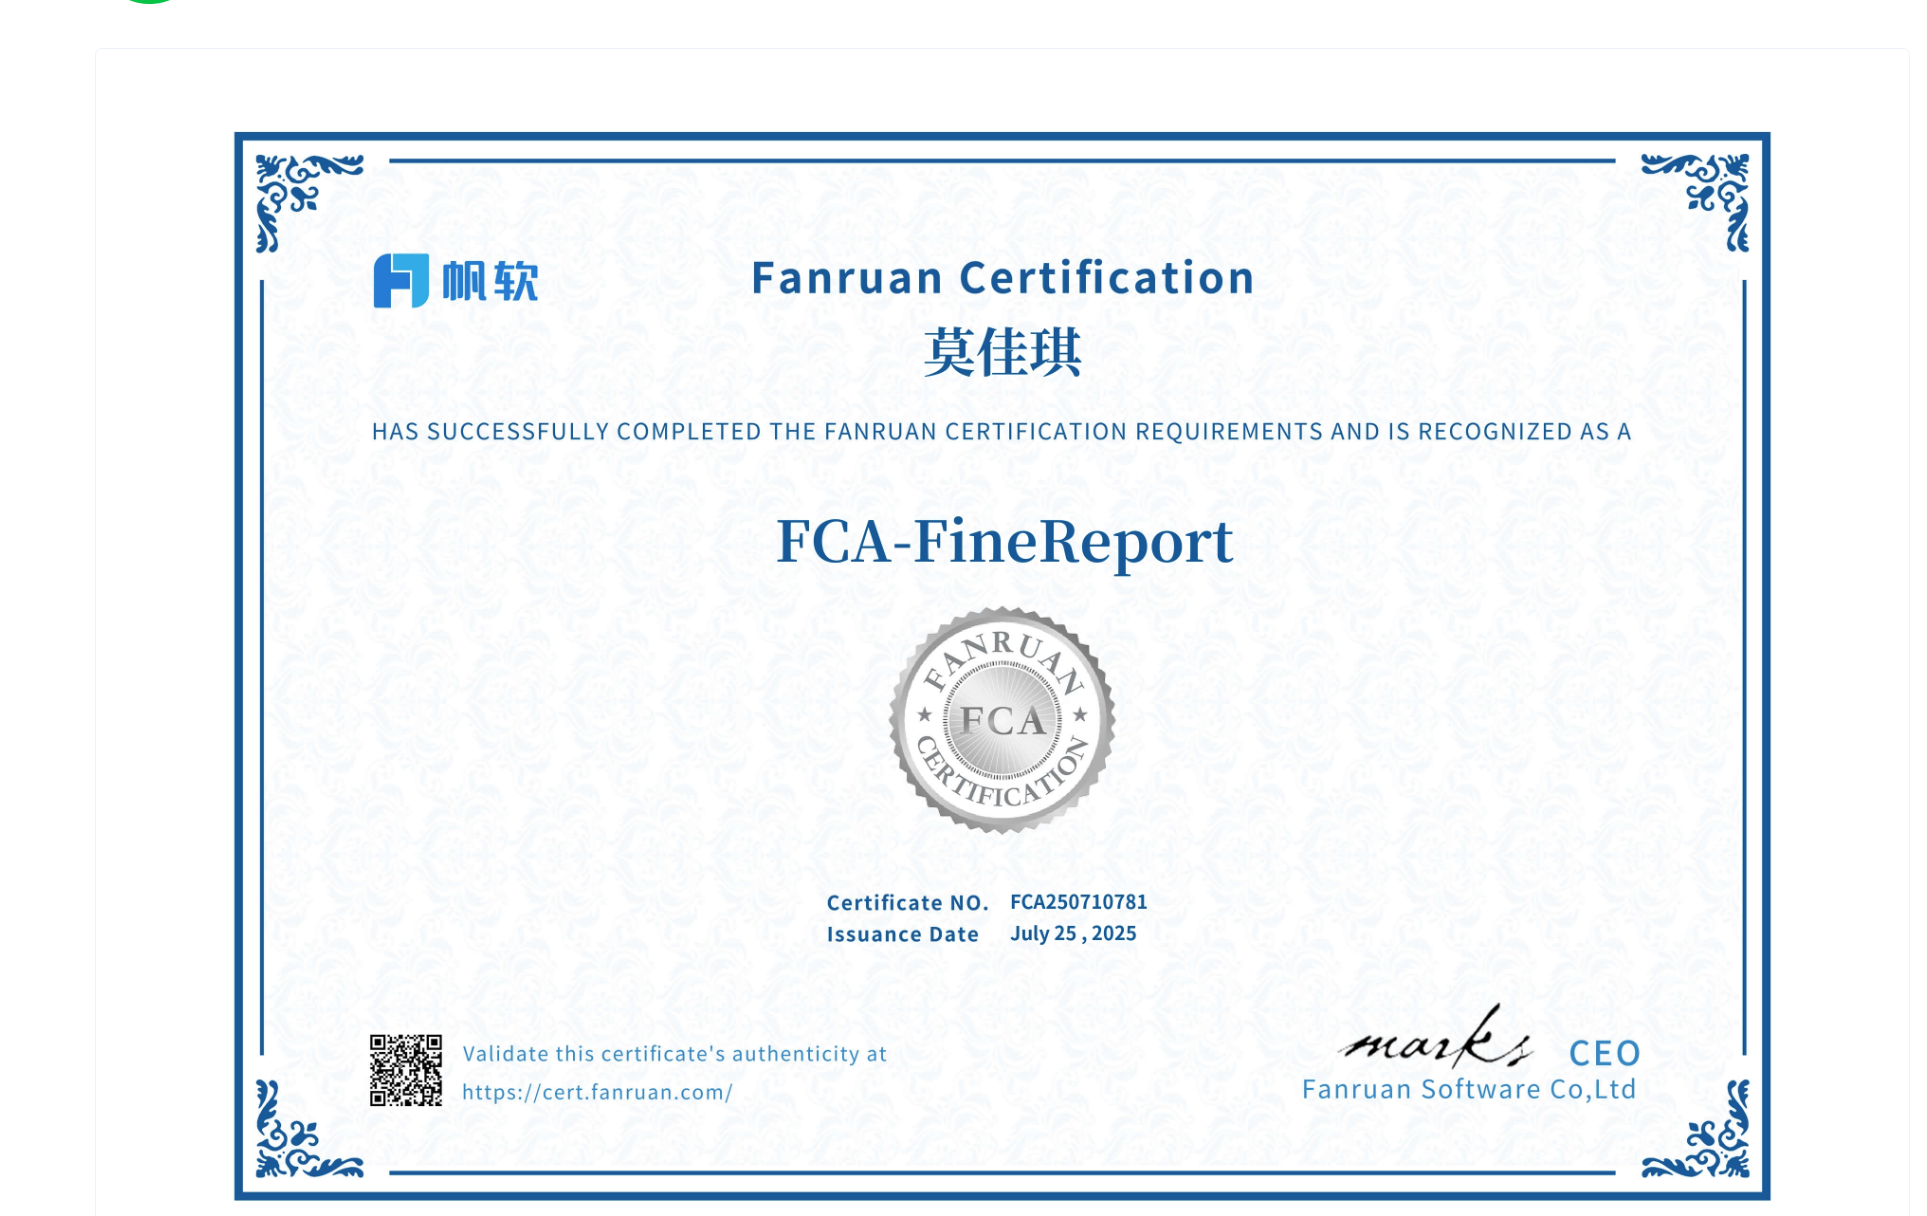 帆软
Fanruan Certification
莫佳琪
HAS SUCCESSFULLY COMPLETED THE FANRUAN CERTIFICATION REQUIREMENTS AND IS RECOGNIZED AS A
FCA-FineReport
FANRUAN
FCA
CERTIFICATION
Certificate NO. FCA250710781
Issuance Date July 25 , 2025
Validate this certificate's authenticity at
https://cert.fanruan.com/
marks CEO
Fanruan Software Co,Ltd